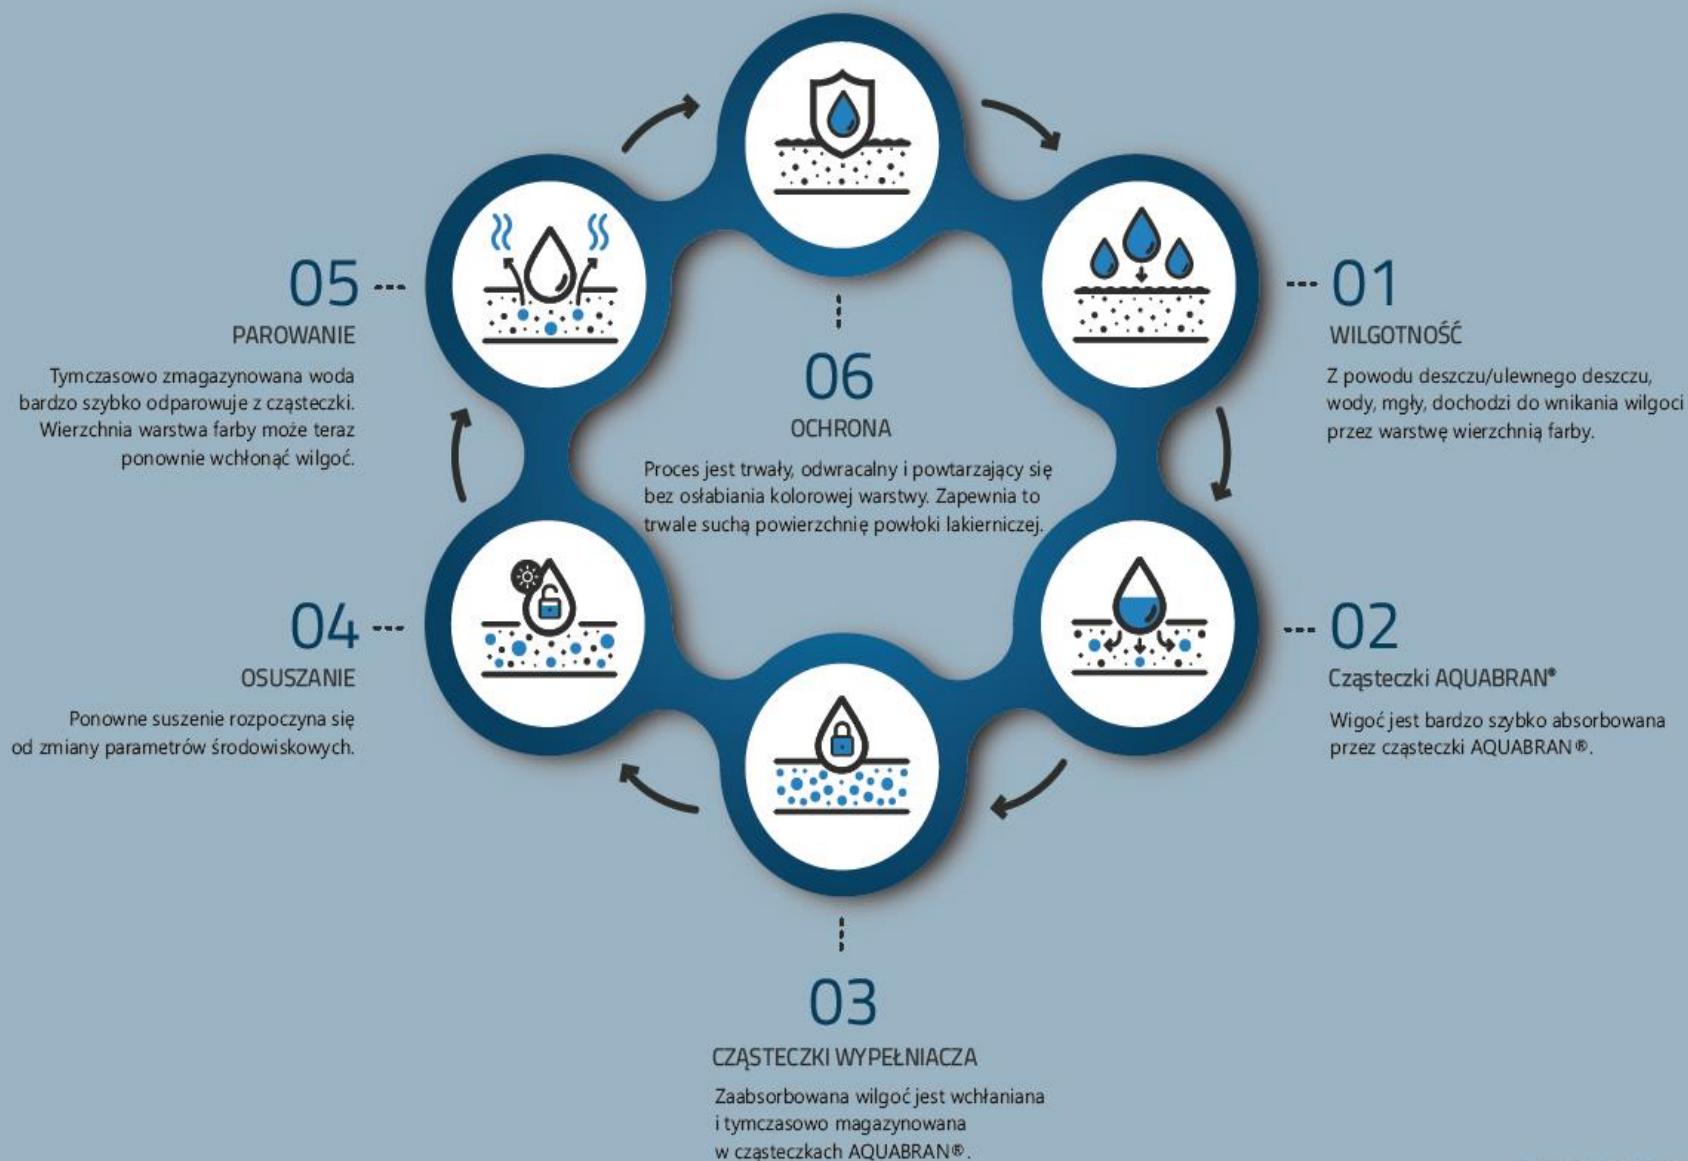 01
WILGOTNOŚĆ
Z powodu deszczu/ulewnego deszczu,
wody, mgły, dochodzi do wnikania wilgoci
przez warstwę wierzchnią farby.
02
Cząsteczki AQUABRAN®
Wigoć jest bardzo szybko absorbowana
przez cząsteczki AQUABRAN®.
03
CZĄSTECZKI WYPEŁNIACZA
Zaabsorbowana wilgoć jest wchłaniana
i tymczasowo magazynowana
w cząsteczkach AQUABRAN®.
04
OSUSZANIE
Ponowne suszenie rozpoczyna się
od zmiany parametrów środowiskowych.
05
PAROWANIE
Tymczasowo zmagazynowana woda
bardzo szybko odparowuje z cząsteczki.
Wierzchnia warstwa farby może teraz
ponownie wchłonąć wilgoć.
06
OCHRONA
Proces jest trwały, odwracalny i powtarzający się
bez osłabiania kolorowej warstwy. Zapewnia to
trwale suchą powierzchnię powłoki lakierniczej.